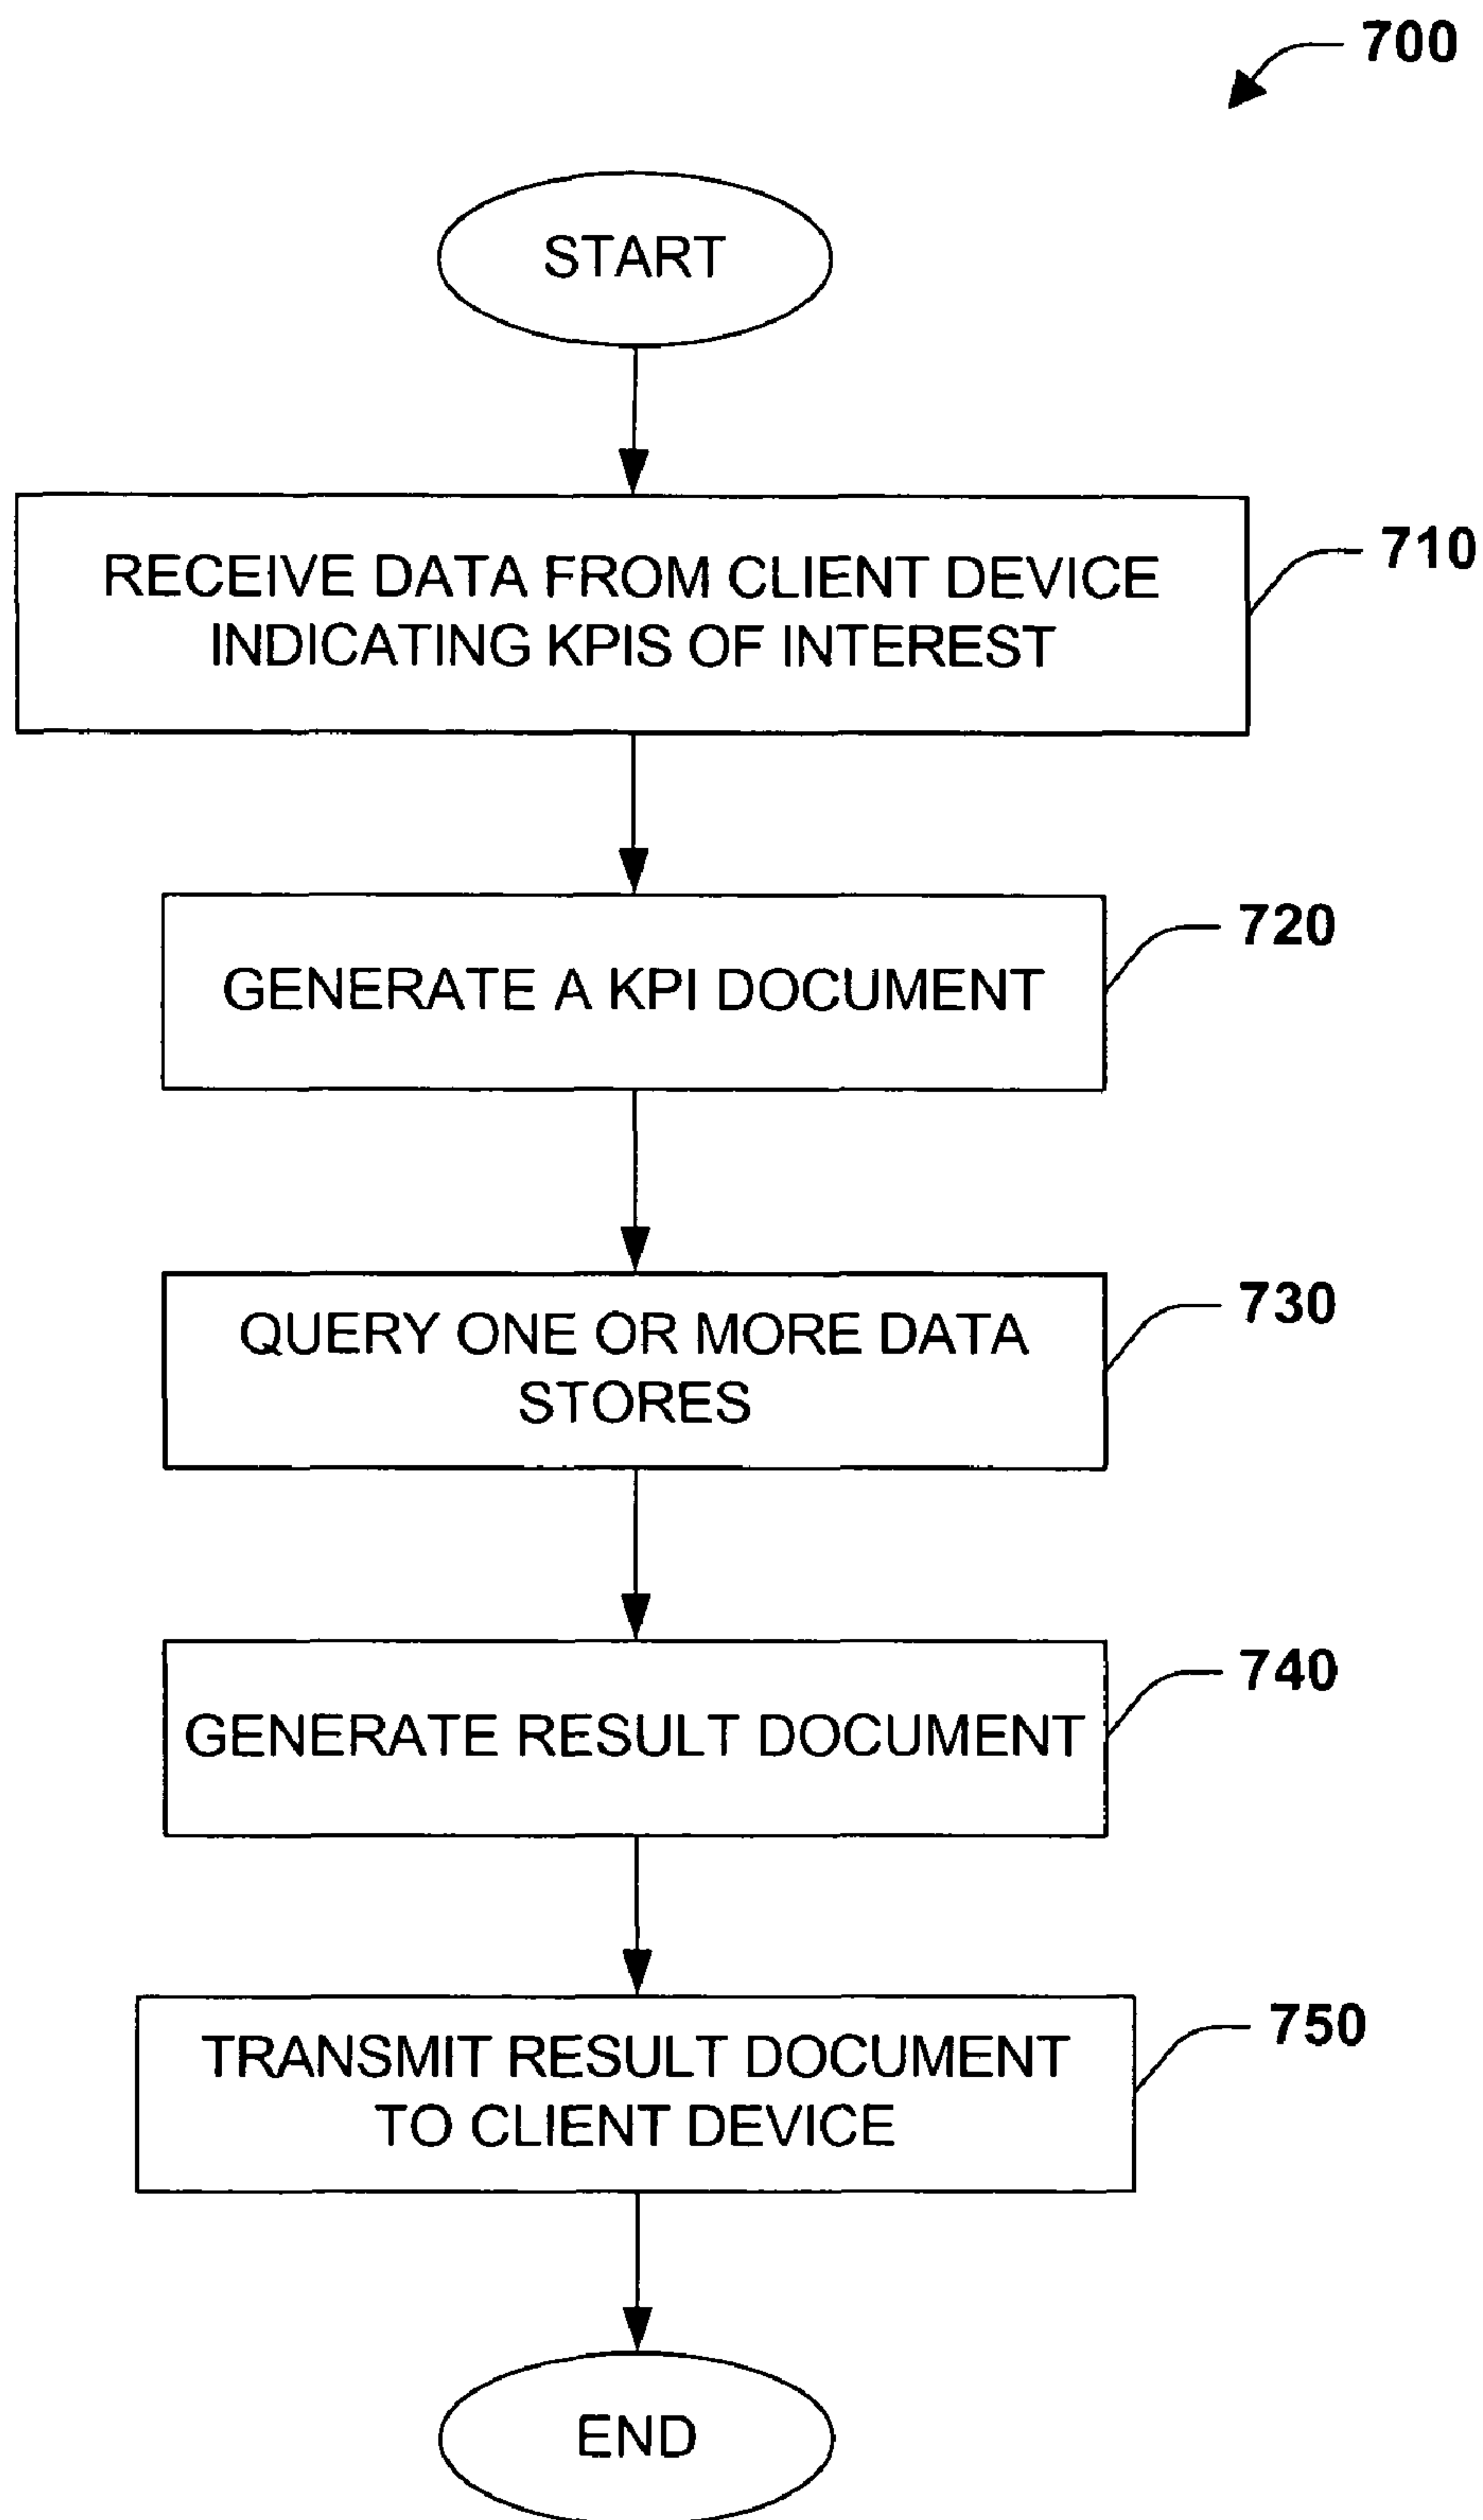 700
START
RECEIVE DATA FROM CLIENT DEVICE
INDICATING KPIS OF INTEREST
710
GENERATE A KPI DOCUMENT
720
QUERY ONE OR MORE DATA
STORES
730
GENERATE RESULT DOCUMENT
740
TRANSMIT RESULT DOCUMENT
TO CLIENT DEVICE
750
END